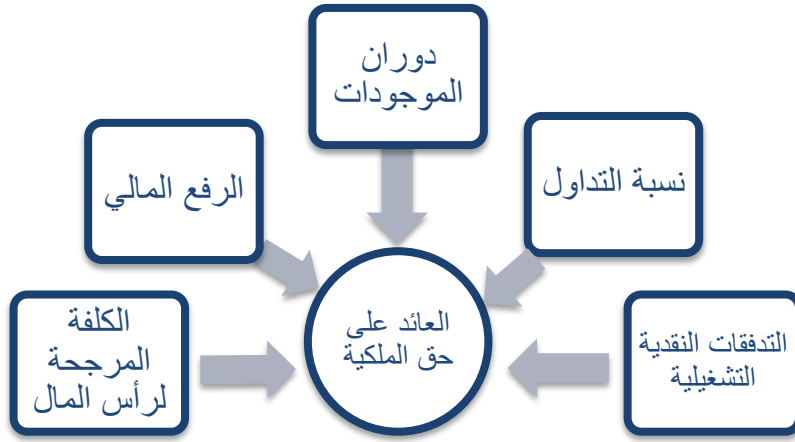 دوران
الموجودات
نسبة التداول
الرفع المالي
العائد على
حق الملكية
التدفقات النقدية
التشغيلية
الكلفة
المرجحة
لرأس المال